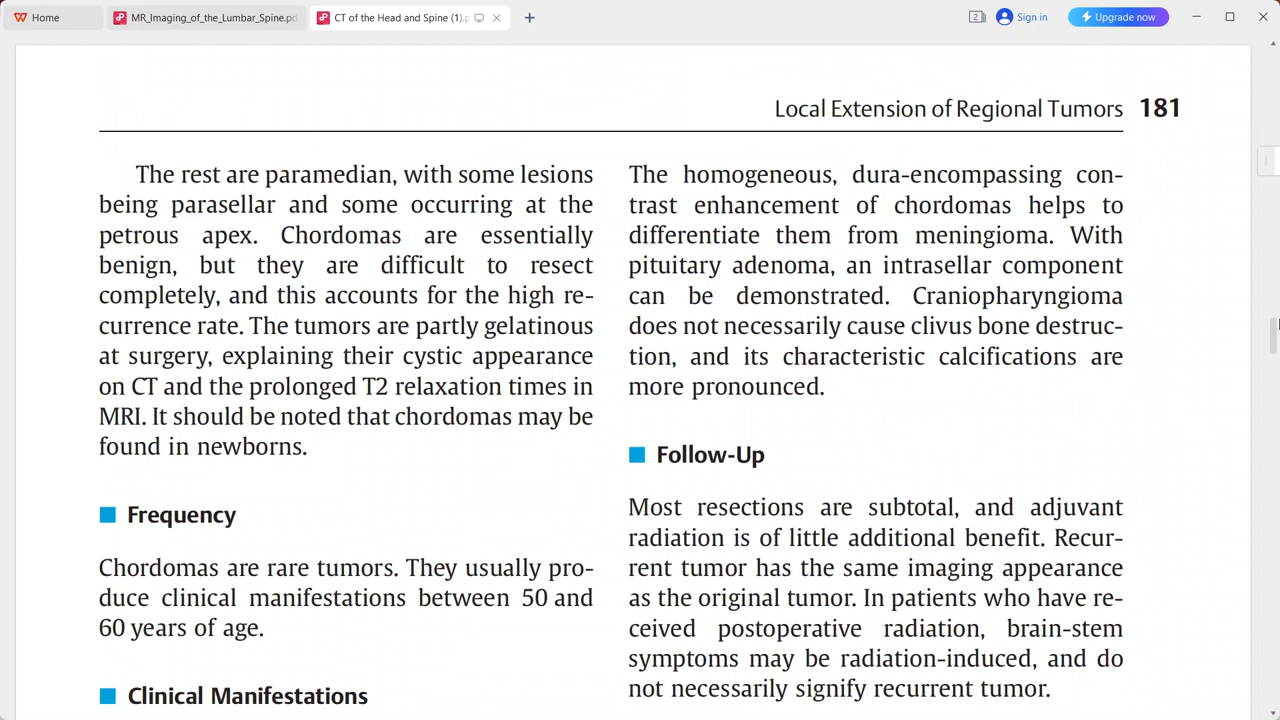 Home
MR_Imaging_of_the_Lumbar_Spine.pd
CT of the Head and Spine (1).p
2
Sign in
Upgrade now
Local Extension of Regional Tumors 181
The rest are paramedian, with some lesions
being parasellar and some occurring at the
petrous apex. Chordomas are essentially
benign, but they are difficult to resect
completely, and this accounts for the high re-
currence rate. The tumors are partly gelatinous
at surgery, explaining their cystic appearance
on CT and the prolonged T2 relaxation times in
MRI. It should be noted that chordomas may be
found in newborns.
Frequency
Chordomas are rare tumors. They usually pro-
duce clinical manifestations between 50 and
60 years of age.
Clinical Manifestations
The homogeneous, dura-encompassing con-
trast enhancement of chordomas helps to
differentiate them from meningioma. With
pituitary adenoma, an intrasellar component
can be demonstrated. Craniopharyngioma
does not necessarily cause clivus bone destruc-
tion, and its characteristic calcifications are
more pronounced.
Follow-Up
Most resections are subtotal, and adjuvant
radiation is of little additional benefit. Recur-
rent tumor has the same imaging appearance
as the original tumor. In patients who have re-
ceived postoperative radiation, brain-stem
symptoms may be radiation-induced, and do
not necessarily signify recurrent tumor.